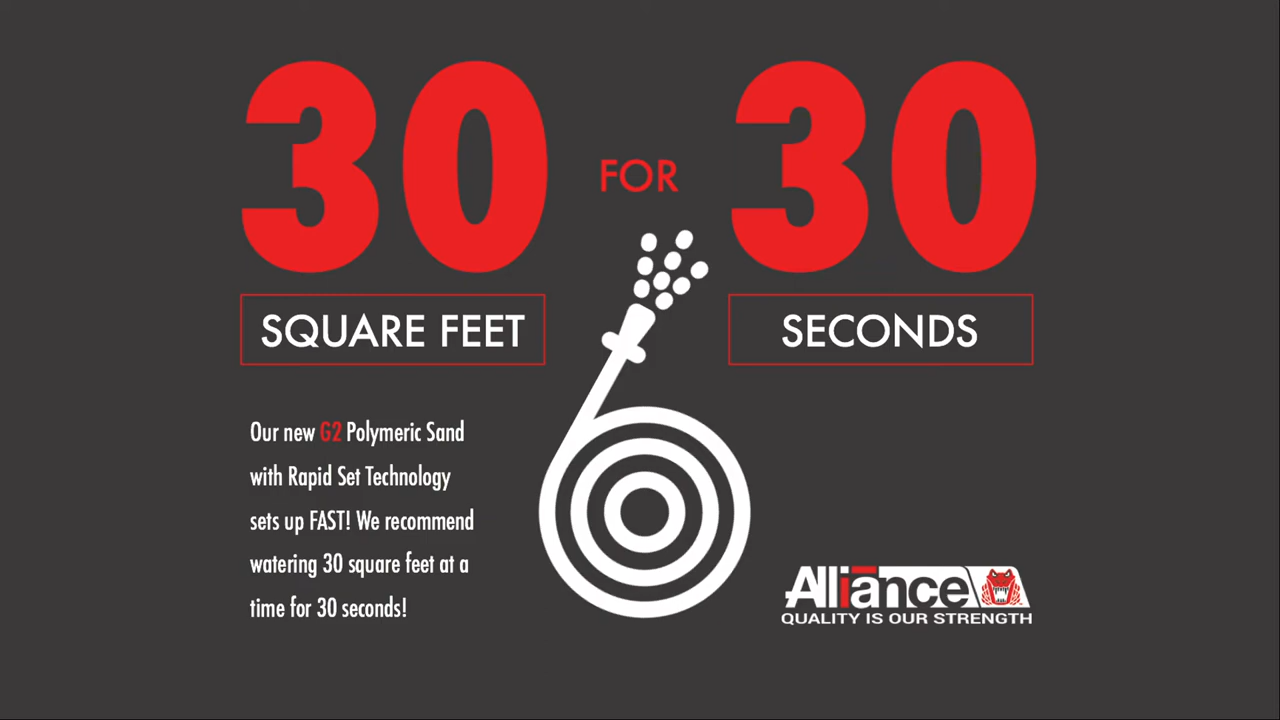 30 FOR 30
SQUARE FEET
SECONDS
Our new G2 Polymeric Sand
with Rapid Set Technology
sets up FAST! We recommend
watering 30 square feet at a
time for 30 seconds!
Alliance
QUALITY IS OUR STRENGTH